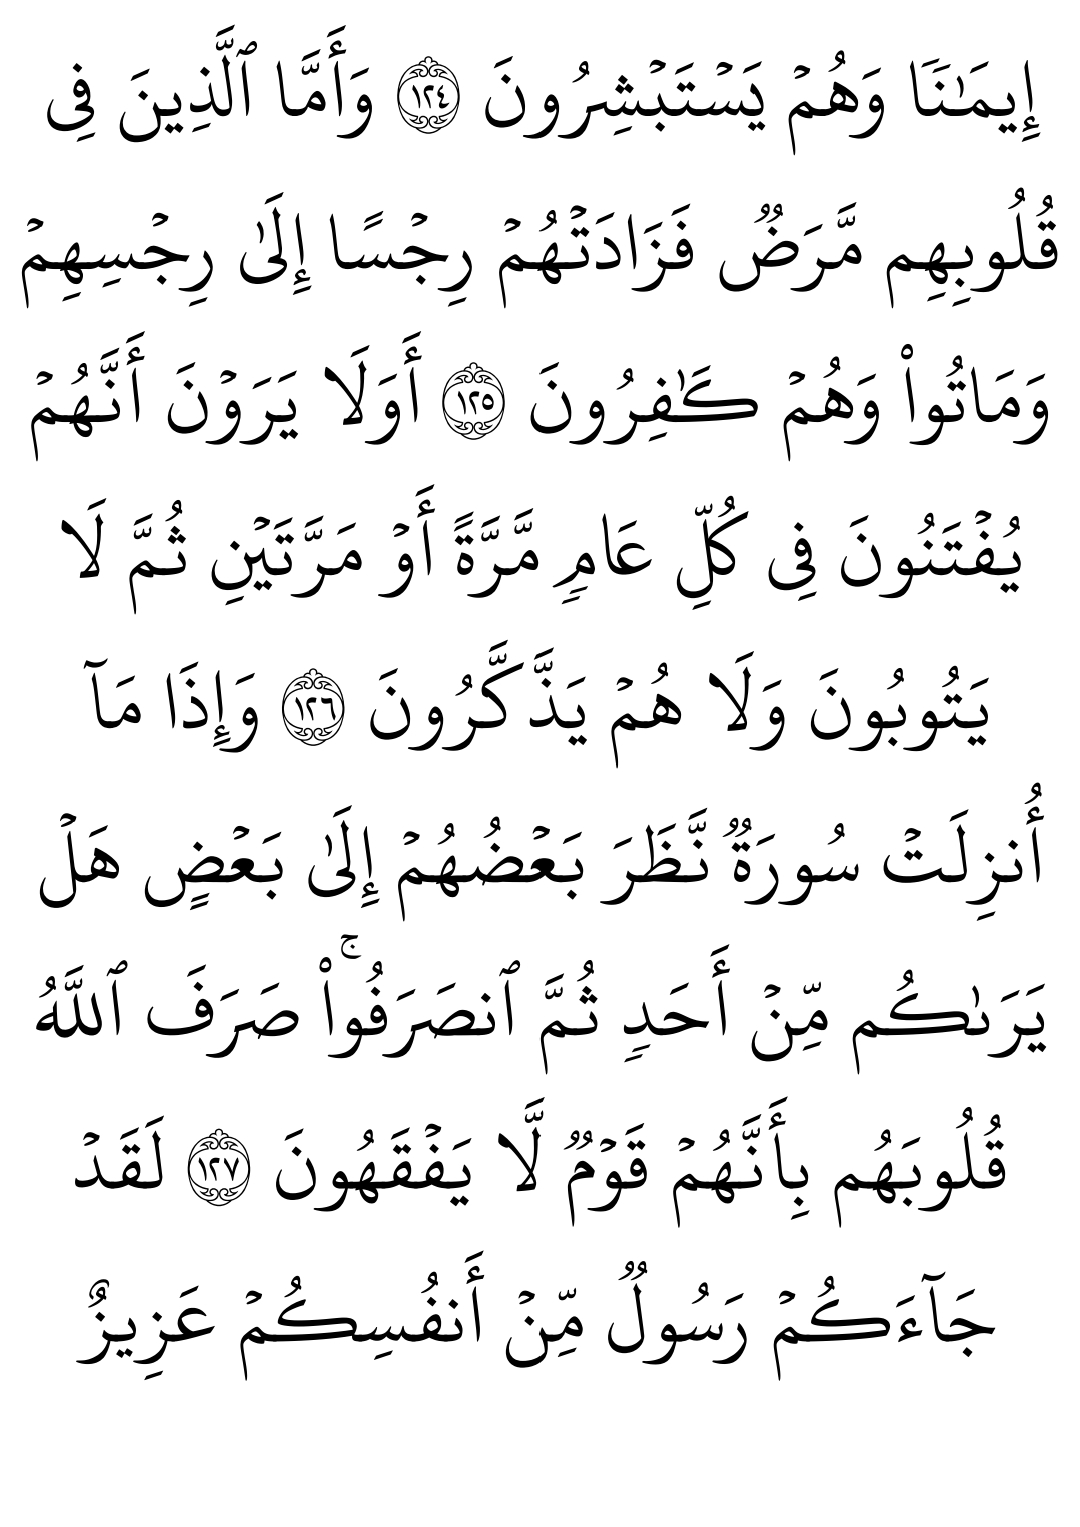 إِيمَـٰنًا وَهُمۡ يَسۡتَبۡشِرُونَ ١٢٤ وَأَمَّا ٱلَّذِينَ فِى
قُلُوبِهِم مَّرَضٌ فَزَادَتۡهُمۡ رِجۡسًا إِلَىٰ رِجۡسِهِمۡ
وَمَاتُوا۟ وَهُمۡ كَـٰفِرُونَ ١٢٥ أَوَلَا يَرَوۡنَ أَنَّهُمۡ
يُفۡتَنُونَ فِى كُلِّ عَامٍ مَّرَّةً أَوۡ مَرَّتَيۡنِ ثُمَّ لَا
يَتُوبُونَ وَلَا هُمۡ يَذَّكَّرُونَ ١٢٦ وَإِذَا مَآ
أُنزِلَتۡ سُورَةٌ نَّظَرَ بَعۡضُهُمۡ إِلَىٰ بَعۡضٍ هَلۡ
يَرَىٰكُم مِّنۡ أَحَدٍ ثُمَّ ٱنصَرَفُوا۟ۚ صَرَفَ ٱللَّهُ
قُلُوبَهُم بِأَنَّهُمۡ قَوۡمٌ لَّا يَفۡقَهُونَ ١٢٧ لَقَدۡ
جَآءَكُمۡ رَسُولٌ مِّنۡ أَنفُسِكُمۡ عَزِيزٌ